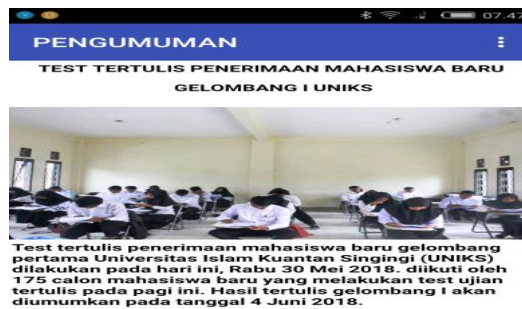 07.47
PENGUMUMAN
TEST TERTULIS PENERIMAAN MAHASISWA BARU
GELOMBANG I UNIKS
Test tertulis penerimaan mahasiswa baru gelombang
pertama Universitas Islam Kuantan Singingi (UNIKS)
dilakukan pada hari ini, Rabu 30 Mei 2018. diikuti oleh
175 calon mahasiswa baru yang melakukan test ujian
tertulis pada pagi ini. Hasil tertulis gelombang I akan
diumumkan pada tanggal 4 Juni 2018.